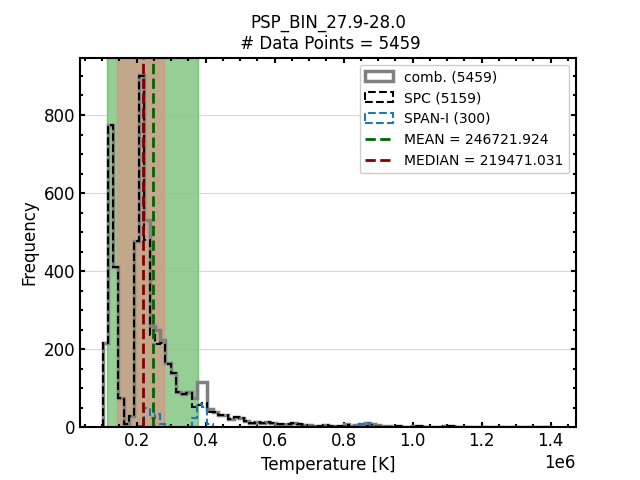 PSP_BIN_27.9-28.0
# Data Points = 5459
comb. (5459)
SPC (5159)
SPAN-I (300)
MEAN = 246721.924
MEDIAN = 219471.031
Frequency
800
600
400
200
0
0.2 0.4 0.6 0.8 1.0 1.2 1.4
1e6
Temperature [K]